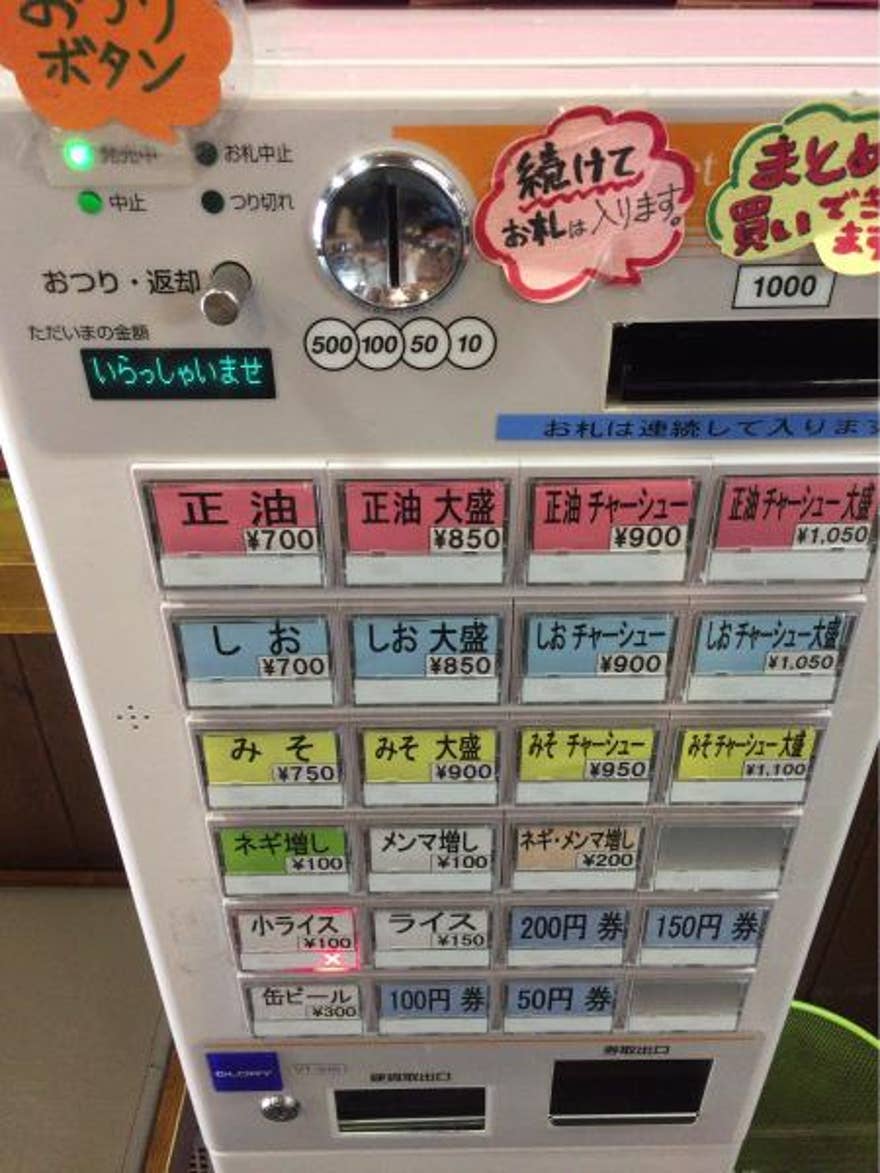 おつり
ボタン
発売中
お札中止
中止
つり切れ
おつり・返却
ただいまの金額
いらっしゃいませ
500 100 50 10
続けて
お札は入ります。
まとめ
買いでき
ます
1000
お札は連続して入ります
正油 ¥700
正油 大盛 ¥850
正油 チャーシュー ¥900
正油 チャーシュー 大盛 ¥1,050
しお ¥700
しお 大盛 ¥850
しお チャーシュー ¥900
しお チャーシュー 大盛 ¥1,050
みそ ¥750
みそ 大盛 ¥900
みそ チャーシュー ¥950
みそ チャーシュー 大盛 ¥1,100
ネギ増し ¥100
メンマ増し ¥100
ネギ・メンマ増し ¥200
小ライス ¥100
×
ライス ¥150
200円 券
150円 券
缶ビール ¥300
100円 券
50円 券
GLORY
硬貨取出口
券取出口